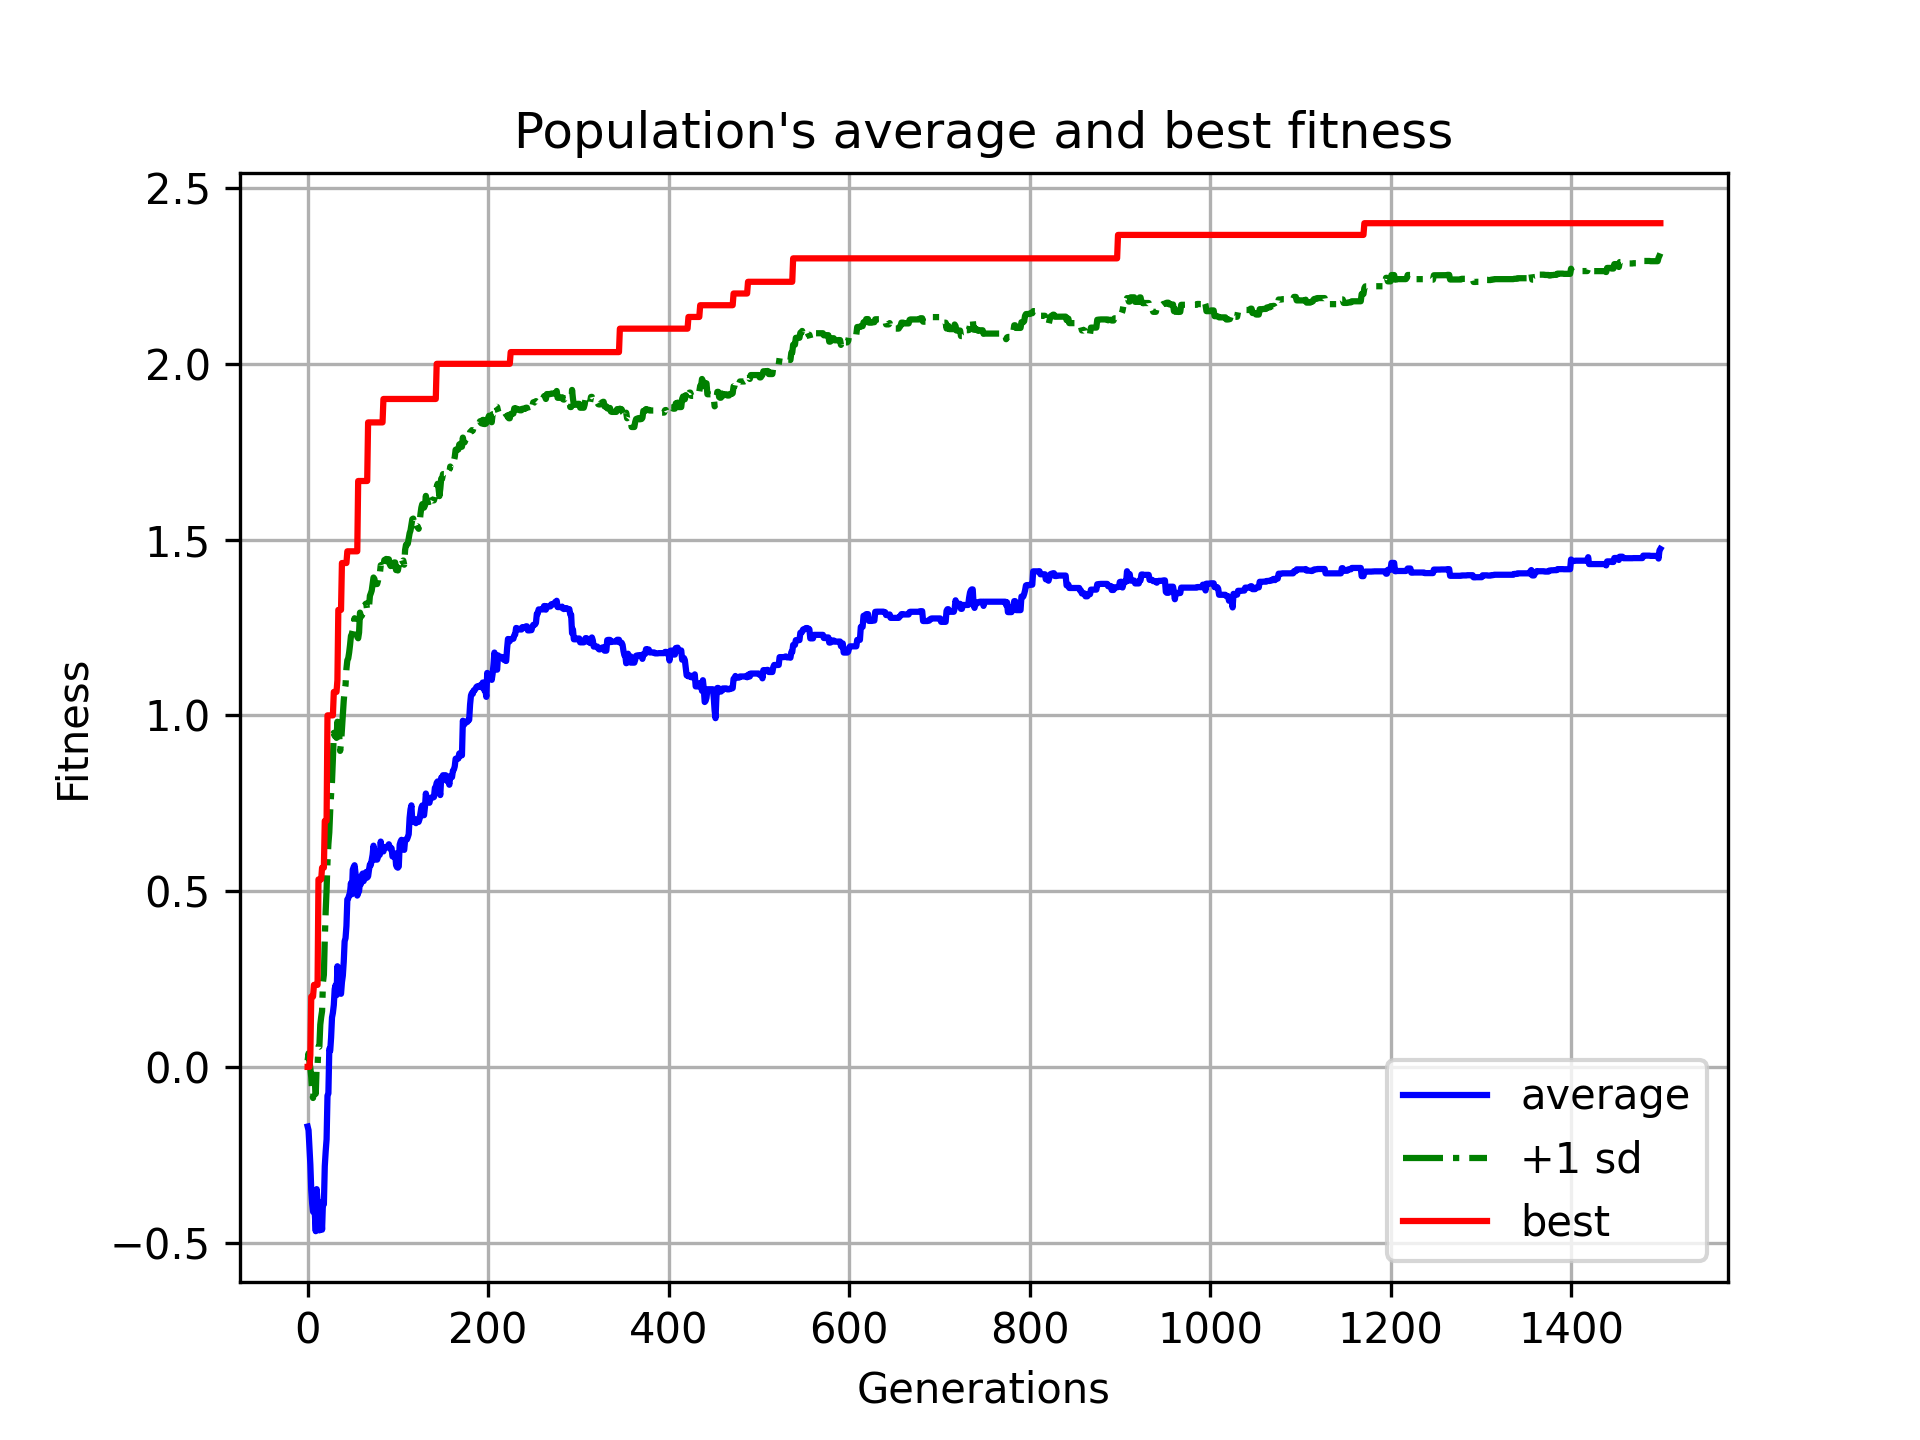 Population's average and best fitness
2.5
2.0
1.5
1.0
0.5
0.0
−0.5
Fitness
0 200 400 600 800 1000 1200 1400
Generations
average
+1 sd
best